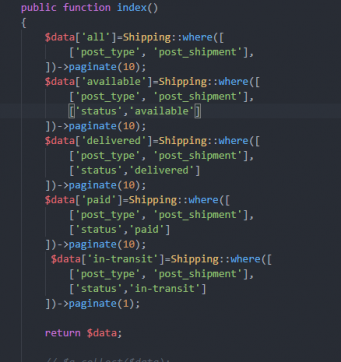 public function index()
{
    $data['all']=Shipping::where([
        ['post_type', 'post_shipment'],
    ])->paginate(10);
    $data['available']=Shipping::where([
        ['post_type', 'post_shipment'],
        ['status','available']
    ])->paginate(10);
    $data['delivered']=Shipping::where([
        ['post_type', 'post_shipment'],
        ['status','delivered']
    ])->paginate(10);
    $data['paid']=Shipping::where([
        ['post_type', 'post_shipment'],
        ['status','paid']
    ])->paginate(10);
     $data['in-transit']=Shipping::where([
        ['post_type', 'post_shipment'],
        ['status','in-transit']
    ])->paginate(1);

    return $data;